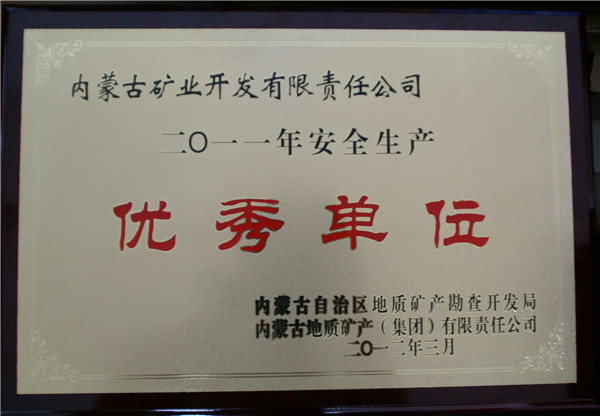 内蒙古矿业开发有限责任公司
二〇一一年安全生产
优秀单位
内蒙古自治区地质矿产勘查开发局
内蒙古地质矿产(集团)有限责任公司
二〇一二年三月